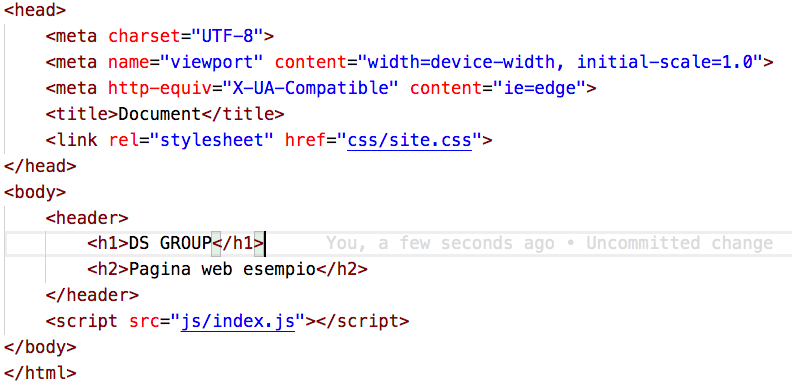 <head>
    <meta charset="UTF-8">
    <meta name="viewport" content="width=device-width, initial-scale=1.0">
    <meta http-equiv="X-UA-Compatible" content="ie=edge">
    <title>Document</title>
    <link rel="stylesheet" href="css/site.css">
</head>
<body>
    <header>
        <h1>DS GROUP</h1>      You, a few seconds ago • Uncommitted change
        <h2>Pagina web esempio</h2>
    </header>
    <script src="js/index.js"></script>
</body>
</html>